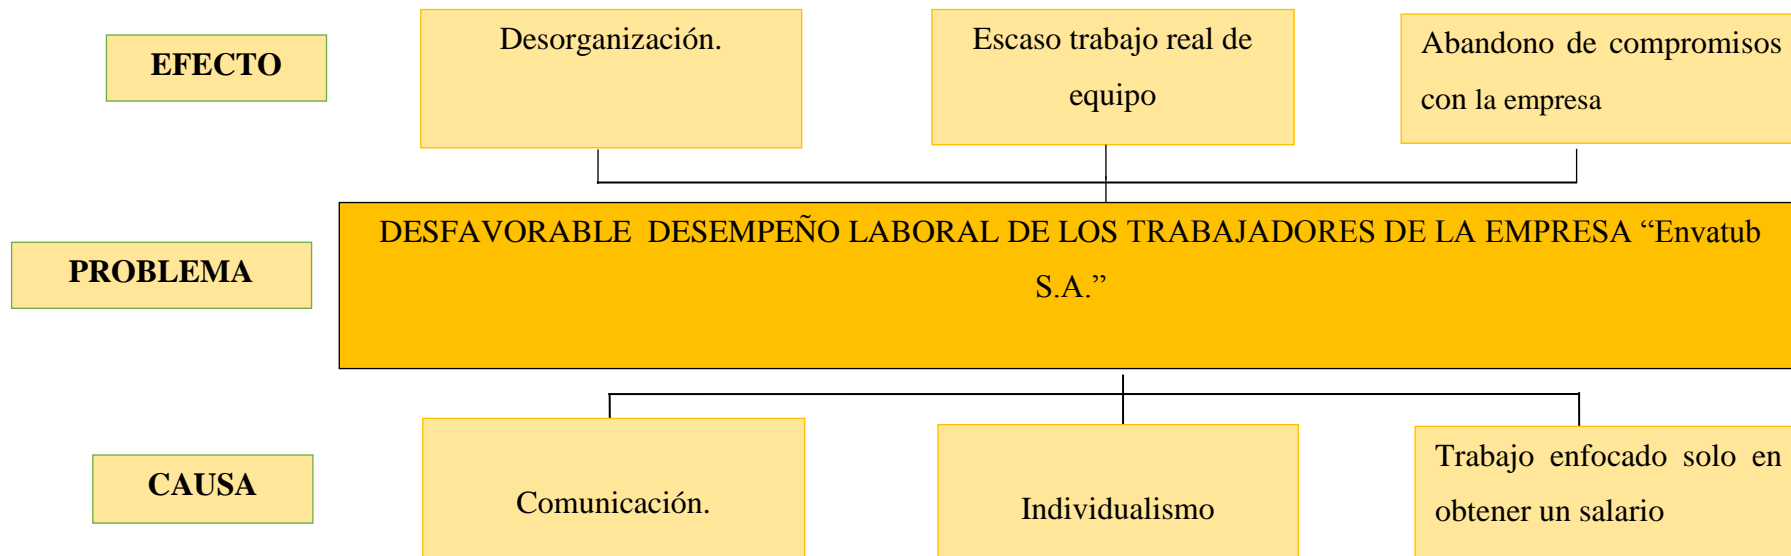 EFECTO
Desorganización.
Escaso trabajo real de
equipo
Abandono de compromisos
con la empresa
PROBLEMA
DESFAVORABLE DESEMPEÑO LABORAL DE LOS TRABAJADORES DE LA EMPRESA “Envatub
S.A.”
CAUSA
Comunicación.
Individualismo
Trabajo enfocado solo en
obtener un salario